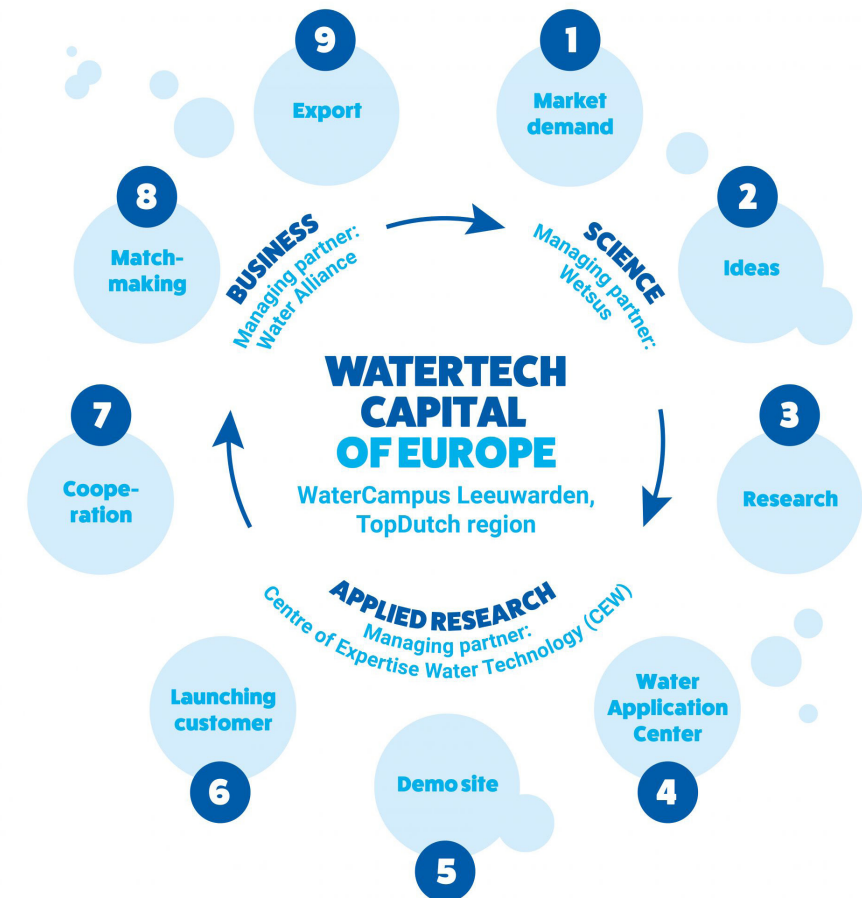 1
Market
demand
2
Ideas
3
Research
4
Water
Application
Center
5
Demo site
6
Launching
customer
7
Coope-
ration
8
Match-
making
9
Export
SCIENCE
Managing partner:
Wetsus
APPLIED RESEARCH
Managing partner:
Centre of Expertise Water Technology (CEW)
BUSINESS
Managing partner:
Water Alliance
WATERTECH
CAPITAL
OF EUROPE
WaterCampus Leeuwarden,
TopDutch region